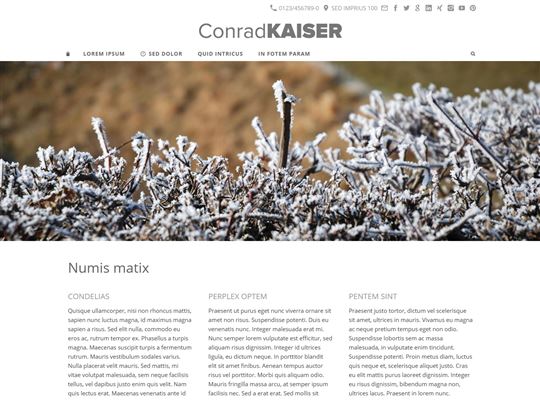 0123/456789-0 SED IMPRIUS 100
ConradKAISER
LOREM IPSUM SED DOLOR QUID INTRICUS IN FOTEM PARAM
Numis matix
CONDELIAS
Quisque ullamcorper, nisi non rhoncus mattis,
sapien nunc luctus magna, id maximus magna
sapien a risus. Sed elit nulla, commodo eu
eros ac, rutrum tempor ex. Phasellus a turpis
magna. Maecenas suscipit turpis a fermentum
rutrum. Mauris vestibulum sodales varius.
Nulla placerat velit mauris. Sed mattis, mi
vitae volutpat malesuada, sem neque facilisis
tellus, vel dapibus justo enim quis velit. Nam
quis lectus erat. Maecenas venenatis ante id
PERPLEX OPTEM
Praesent ut purus eget nunc viverra ornare sit
amet non risus. Suspendisse potenti. Duis eu
venenatis nunc. Integer malesuada erat mi.
Nunc semper lorem vulputate est efficitur, sed
aliquam risus dignissim. Integer id ultrices
ligula, eu dictum neque. In porttitor blandit
elit sit amet finibus. Aenean tempus auctor
risus vel porttitor. Morbi quis aliquam odio.
Mauris fringilla massa arcu, at semper ipsum
facilisis nec. Sed a erat erat. Sed mollis sit
PENTEM SINT
Praesent justo tortor, dictum vel scelerisque
sit amet, ultrices in mauris. Vivamus eu magna
ac neque pretium tempus eget non odio.
Suspendisse lobortis sem ac massa
malesuada, in vulputate enim tincidunt.
Suspendisse potenti. Proin metus diam, luctus
quis neque et, scelerisque aliquet justo. Cras
eu elit mattis purus laoreet dignissim. Integer
eu risus dignissim, bibendum magna non,
ultrices lacus. Praesent in lorem nunc.